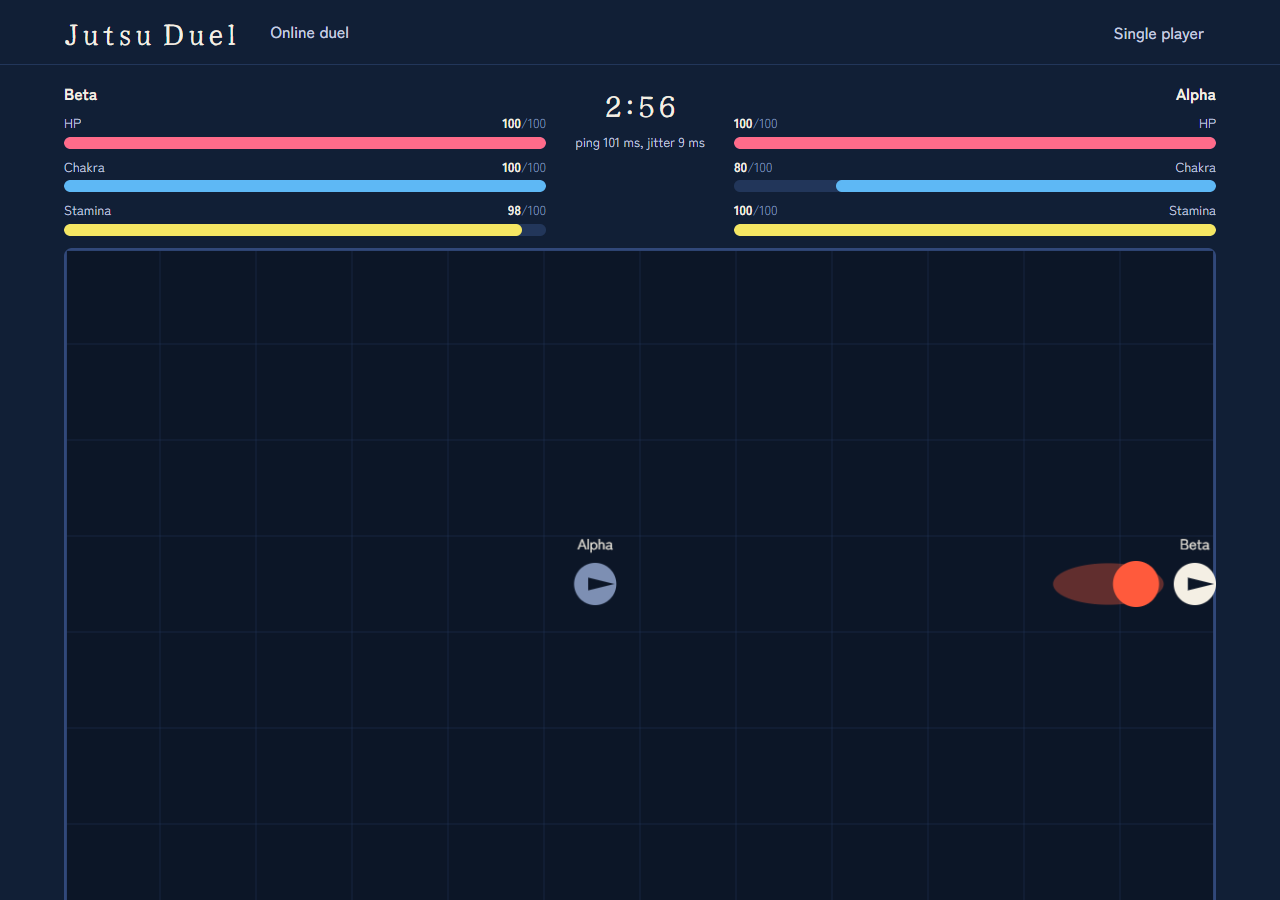 Jutsu Duel
Online duel
Single player
Beta
HP 100/100
Chakra 100/100
Stamina 98/100
2:56
ping 101 ms, jitter 9 ms
Alpha
100/100 HP
80/100 Chakra
100/100 Stamina
Alpha
Beta